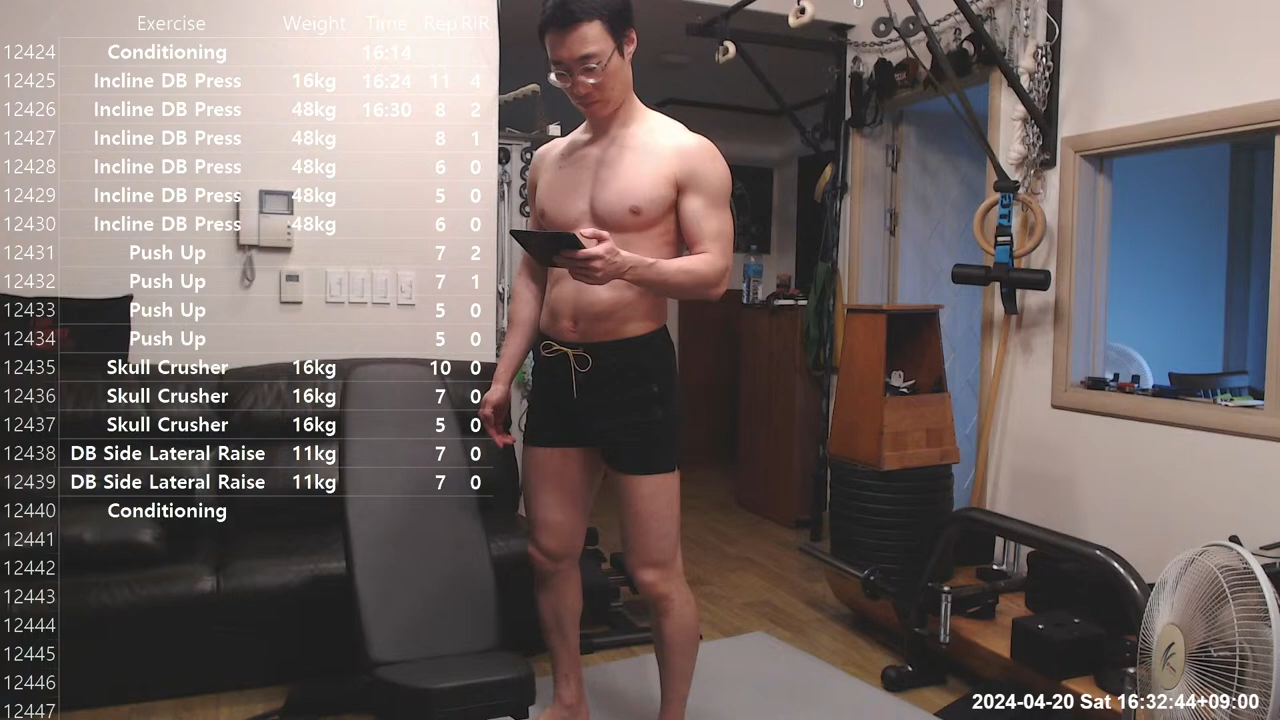 Exercise Weight Time Rep RIR
12424 Conditioning 16:14
12425 Incline DB Press 16kg 16:24 11 4
12426 Incline DB Press 48kg 16:30 8 2
12427 Incline DB Press 48kg 8 1
12428 Incline DB Press 48kg 6 0
12429 Incline DB Press 48kg 5 0
12430 Incline DB Press 48kg 6 0
12431 Push Up 7 2
12432 Push Up 7 1
12433 Push Up 5 0
12434 Push Up 5 0
12435 Skull Crusher 16kg 10 0
12436 Skull Crusher 16kg 7 0
12437 Skull Crusher 16kg 5 0
12438 DB Side Lateral Raise 11kg 7 0
12439 DB Side Lateral Raise 11kg 7 0
12440 Conditioning
12441
12442
12443
12444
12445
12446
12447
2024-04-20 Sat 16:32:44+09:00